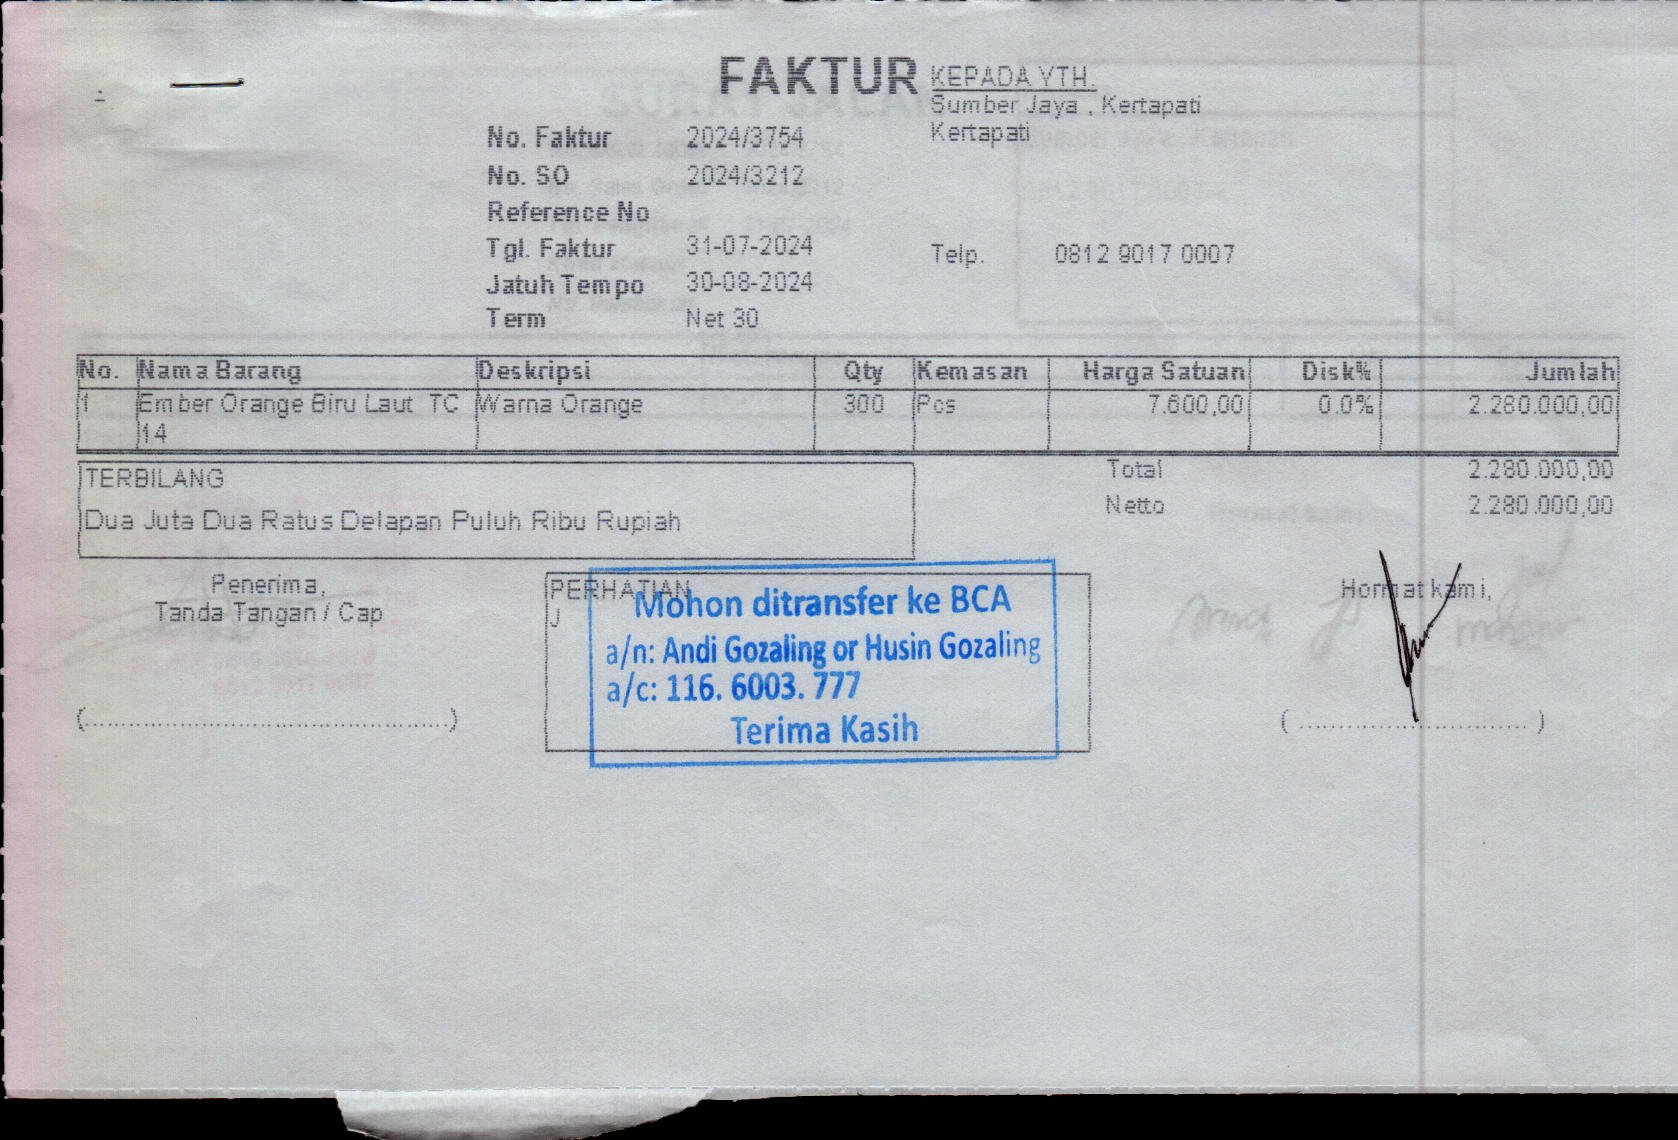 FAKTUR
KEPADA YTH.
Sumber Jaya , Kertapati
Kertapati
No. Faktur 2024/3754
No. SO 2024/3212
Reference No
Tgl. Faktur 31-07-2024
Telp. 0812 9017 0007
Jatuh Tempo 30-08-2024
Term Net 30
No. Nama Barang Deskripsi Qty Kemasan Harga Satuan Disk% Jumlah
1 Ember Orange Biru Laut TC Warna Orange 300 Pcs 7.600,00 0.0% 2.280.000,00
14
TERBILANG
Dua Juta Dua Ratus Delapan Puluh Ribu Rupiah
Total 2.280.000,00
Netto 2.280.000,00
Penerima,
Tanda Tangan / Cap
(............................................)
PERHATIAN
J
Mohon ditransfer ke BCA
a/n: Andi Gozaling or Husin Gozaling
a/c: 116. 6003. 777
Terima Kasih
Hormat kami,
( ............................ )